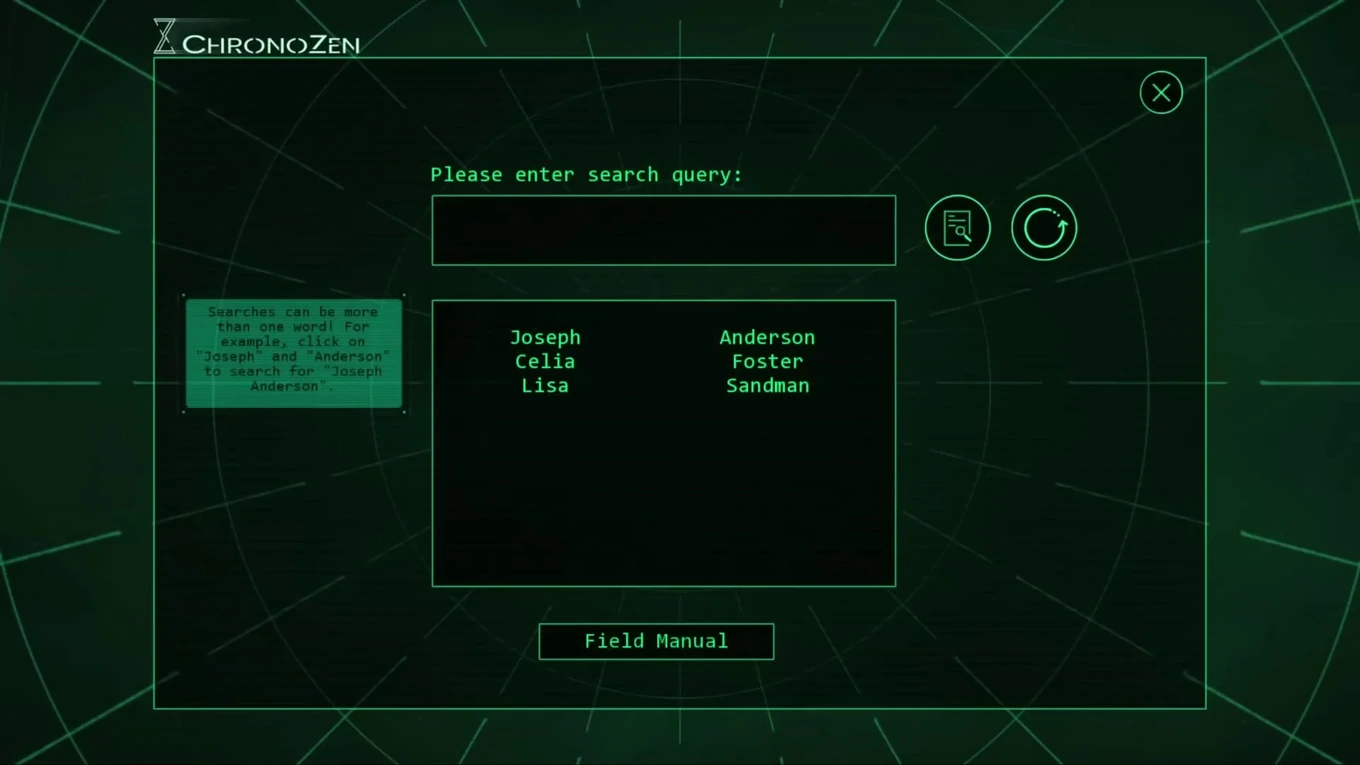 ChronoZen
Please enter search query:
Searches can be more
than one word! For
example, click on
"Joseph" and "Anderson"
to search for "Joseph
Anderson".
Joseph Anderson
Celia Foster
Lisa Sandman
Field Manual